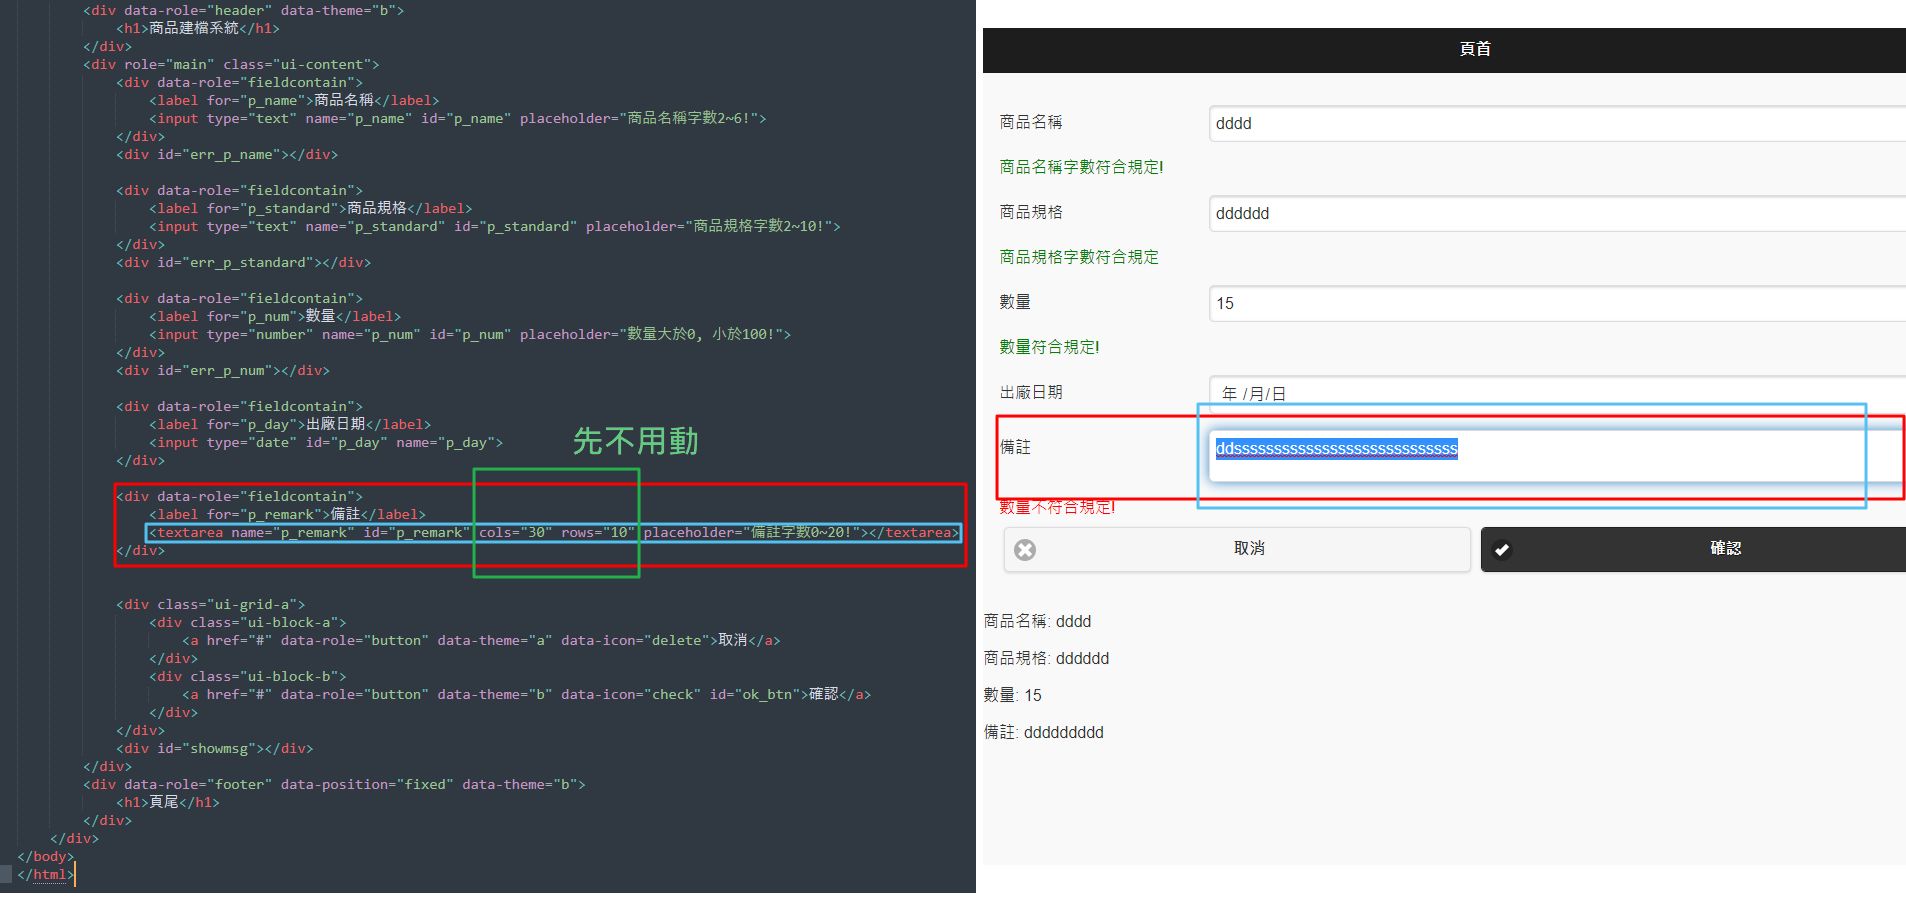 <div data-role="header" data-theme="b">
<h1>商品建檔系統</h1>
</div>
<div role="main" class="ui-content">
<div data-role="fieldcontain">
<label for="p_name">商品名稱</label>
<input type="text" name="p_name" id="p_name" placeholder="商品名稱字數2~6!">
</div>
<div id="err_p_name"></div>
<div data-role="fieldcontain">
<label for="p_standard">商品規格</label>
<input type="text" name="p_standard" id="p_standard" placeholder="商品規格字數2~10!">
</div>
<div id="err_p_standard"></div>
<div data-role="fieldcontain">
<label for="p_num">數量</label>
<input type="number" name="p_num" id="p_num" placeholder="數量大於0, 小於100!">
</div>
<div id="err_p_num"></div>
<div data-role="fieldcontain">
<label for="p_day">出廠日期</label>
<input type="date" id="p_day" name="p_day">
</div>
先不用動
<div data-role="fieldcontain">
<label for="p_remark">備註</label>
<textarea name="p_remark" id="p_remark" cols="30" rows="10" placeholder="備註字數0~20!"></textarea>
</div>
<div class="ui-grid-a">
<div class="ui-block-a">
<a href="#" data-role="button" data-theme="a" data-icon="delete">取消</a>
</div>
<div class="ui-block-b">
<a href="#" data-role="button" data-theme="b" data-icon="check" id="ok_btn">確認</a>
</div>
</div>
<div id="showmsg"></div>
</div>
<div data-role="footer" data-position="fixed" data-theme="b">
<h1>頁尾</h1>
</div>
</div>
</body>
</html>
頁首
商品名稱 dddd
商品名稱字數符合規定!
商品規格 dddddd
商品規格字數符合規定
數量 15
數量符合規定!
出廠日期 年 /月/日
備註 ddssssssssssssssssssssssssssss
數量不符合規定!
取消 確認
商品名稱: dddd
商品規格: dddddd
數量: 15
備註: ddddddddd